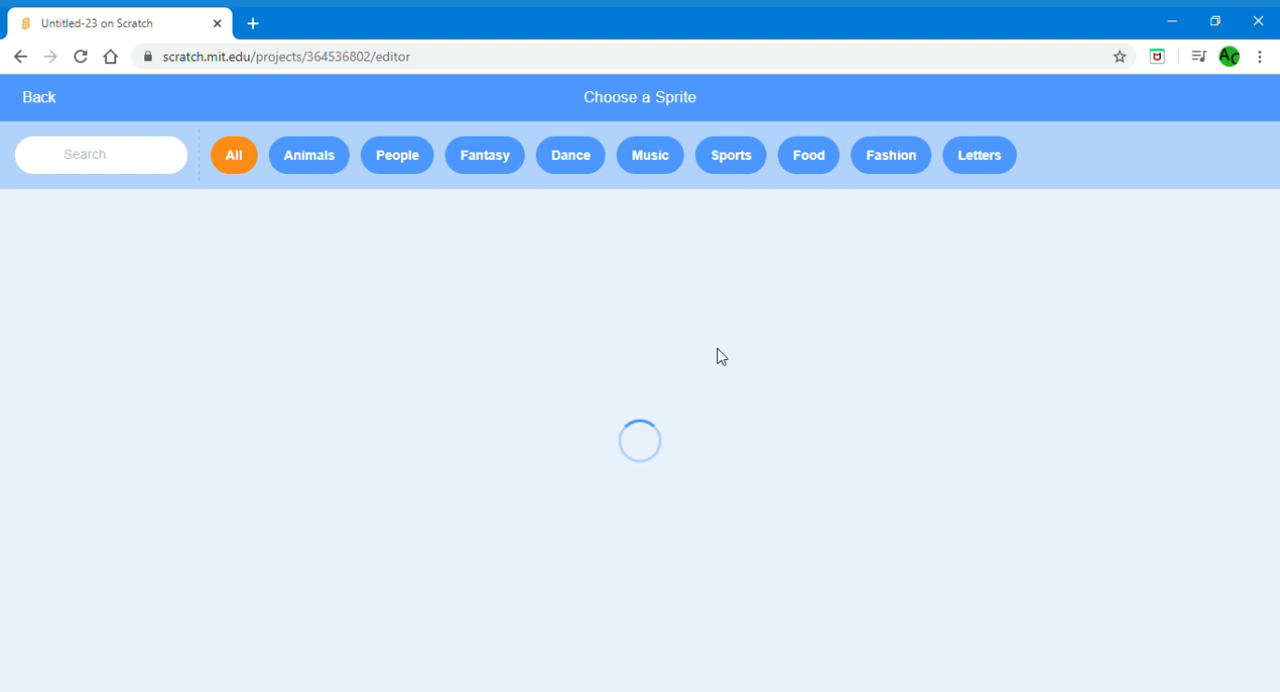 Untitled-23 on Scratch
scratch.mit.edu/projects/364536802/editor
AC
Back
Choose a Sprite
Search
All
Animals
People
Fantasy
Dance
Music
Sports
Food
Fashion
Letters